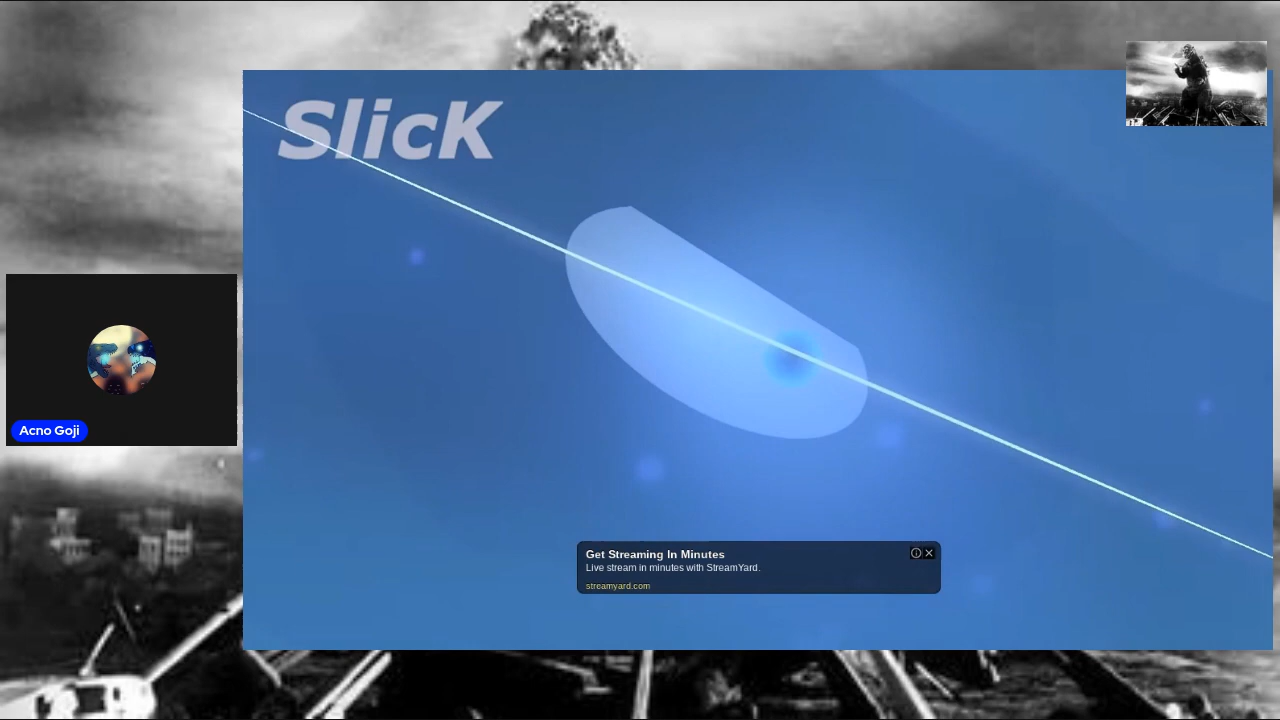 SlicK
Acno Goji
Get Streaming In Minutes
Live stream in minutes with StreamYard.
streamyard.com